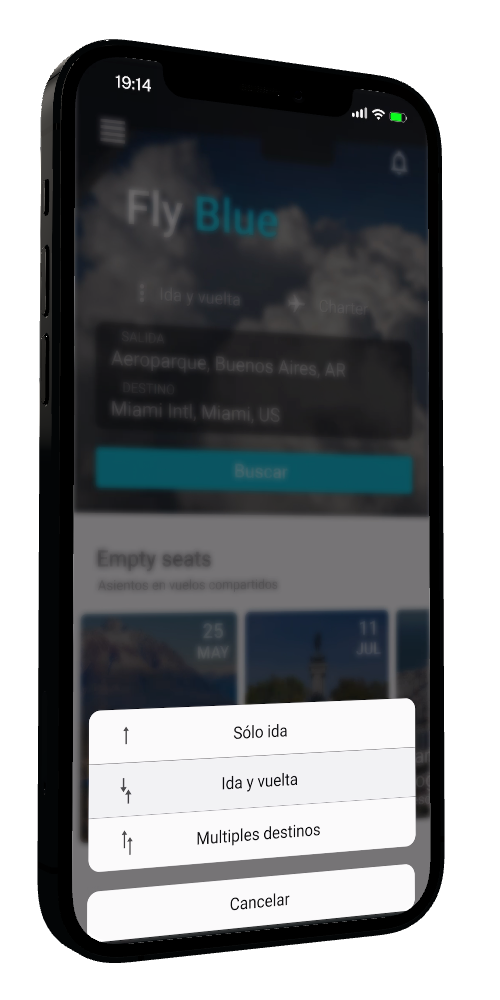 19:14
Fly Blue
Ida y vuelta
Charter
SALIDA
Aeroparque, Buenos Aires, AR
DESTINO
Miami Intl, Miami, US
Buscar
Empty seats
Asientos en vuelos compartidos
25
MAY
11
JUL
Sólo ida
Ida y vuelta
Multiples destinos
Cancelar